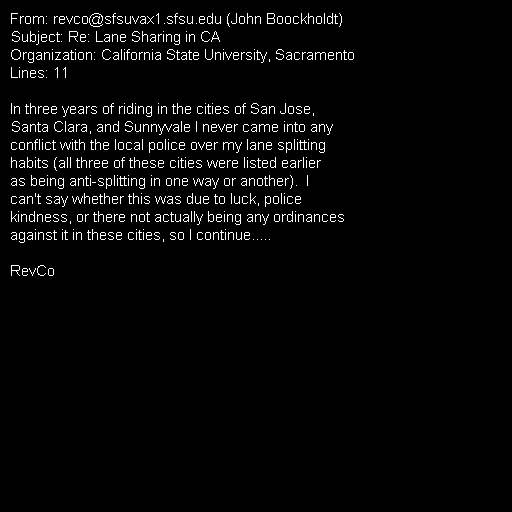 From: revco@sfsuvax1.sfsu.edu (John Boockholdt)
Subject: Re: Lane Sharing in CA
Organization: California State University, Sacramento
Lines: 11

In three years of riding in the cities of San Jose,
Santa Clara, and Sunnyvale I never came into any
conflict with the local police over my lane splitting
habits (all three of these cities were listed earlier
as being anti-splitting in one way or another).  I
can't say whether this was due to luck, police
kindness, or there not actually being any ordinances
against it in these cities, so I continue.....

RevCo